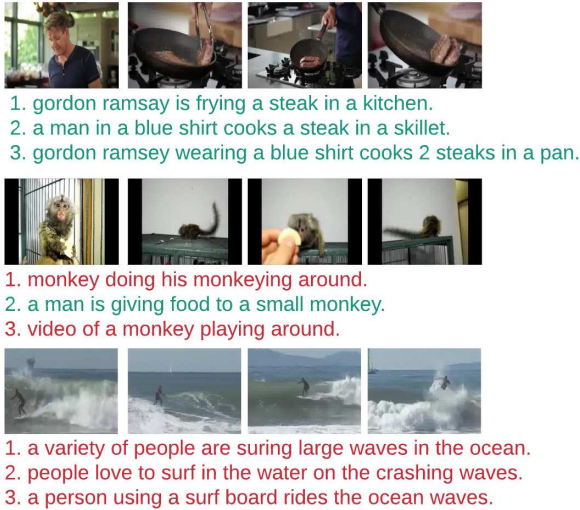 1. gordon ramsay is frying a steak in a kitchen.
2. a man in a blue shirt cooks a steak in a skillet.
3. gordon ramsey wearing a blue shirt cooks 2 steaks in a pan.
1. monkey doing his monkeying around.
2. a man is giving food to a small monkey.
3. video of a monkey playing around.
1. a variety of people are suring large waves in the ocean.
2. people love to surf in the water on the crashing waves.
3. a person using a surf board rides the ocean waves.